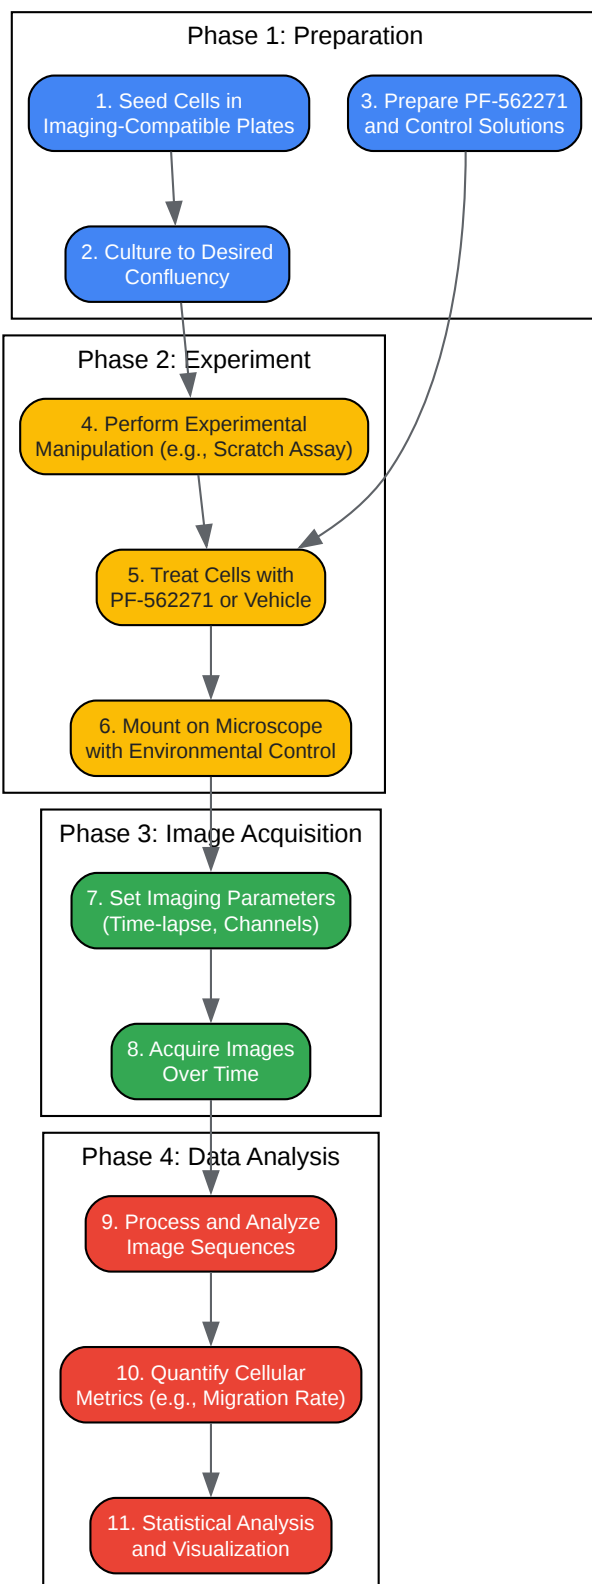 Phase 1: Preparation
1. Seed Cells in
Imaging-Compatible Plates
3. Prepare PF-562271
and Control Solutions
2. Culture to Desired
Confluency
Phase 2: Experiment
4. Perform Experimental
Manipulation (e.g., Scratch Assay)
5. Treat Cells with
PF-562271 or Vehicle
6. Mount on Microscope
with Environmental Control
Phase 3: Image Acquisition
7. Set Imaging Parameters
(Time-lapse, Channels)
8. Acquire Images
Over Time
Phase 4: Data Analysis
9. Process and Analyze
Image Sequences
10. Quantify Cellular
Metrics (e.g., Migration Rate)
11. Statistical Analysis
and Visualization